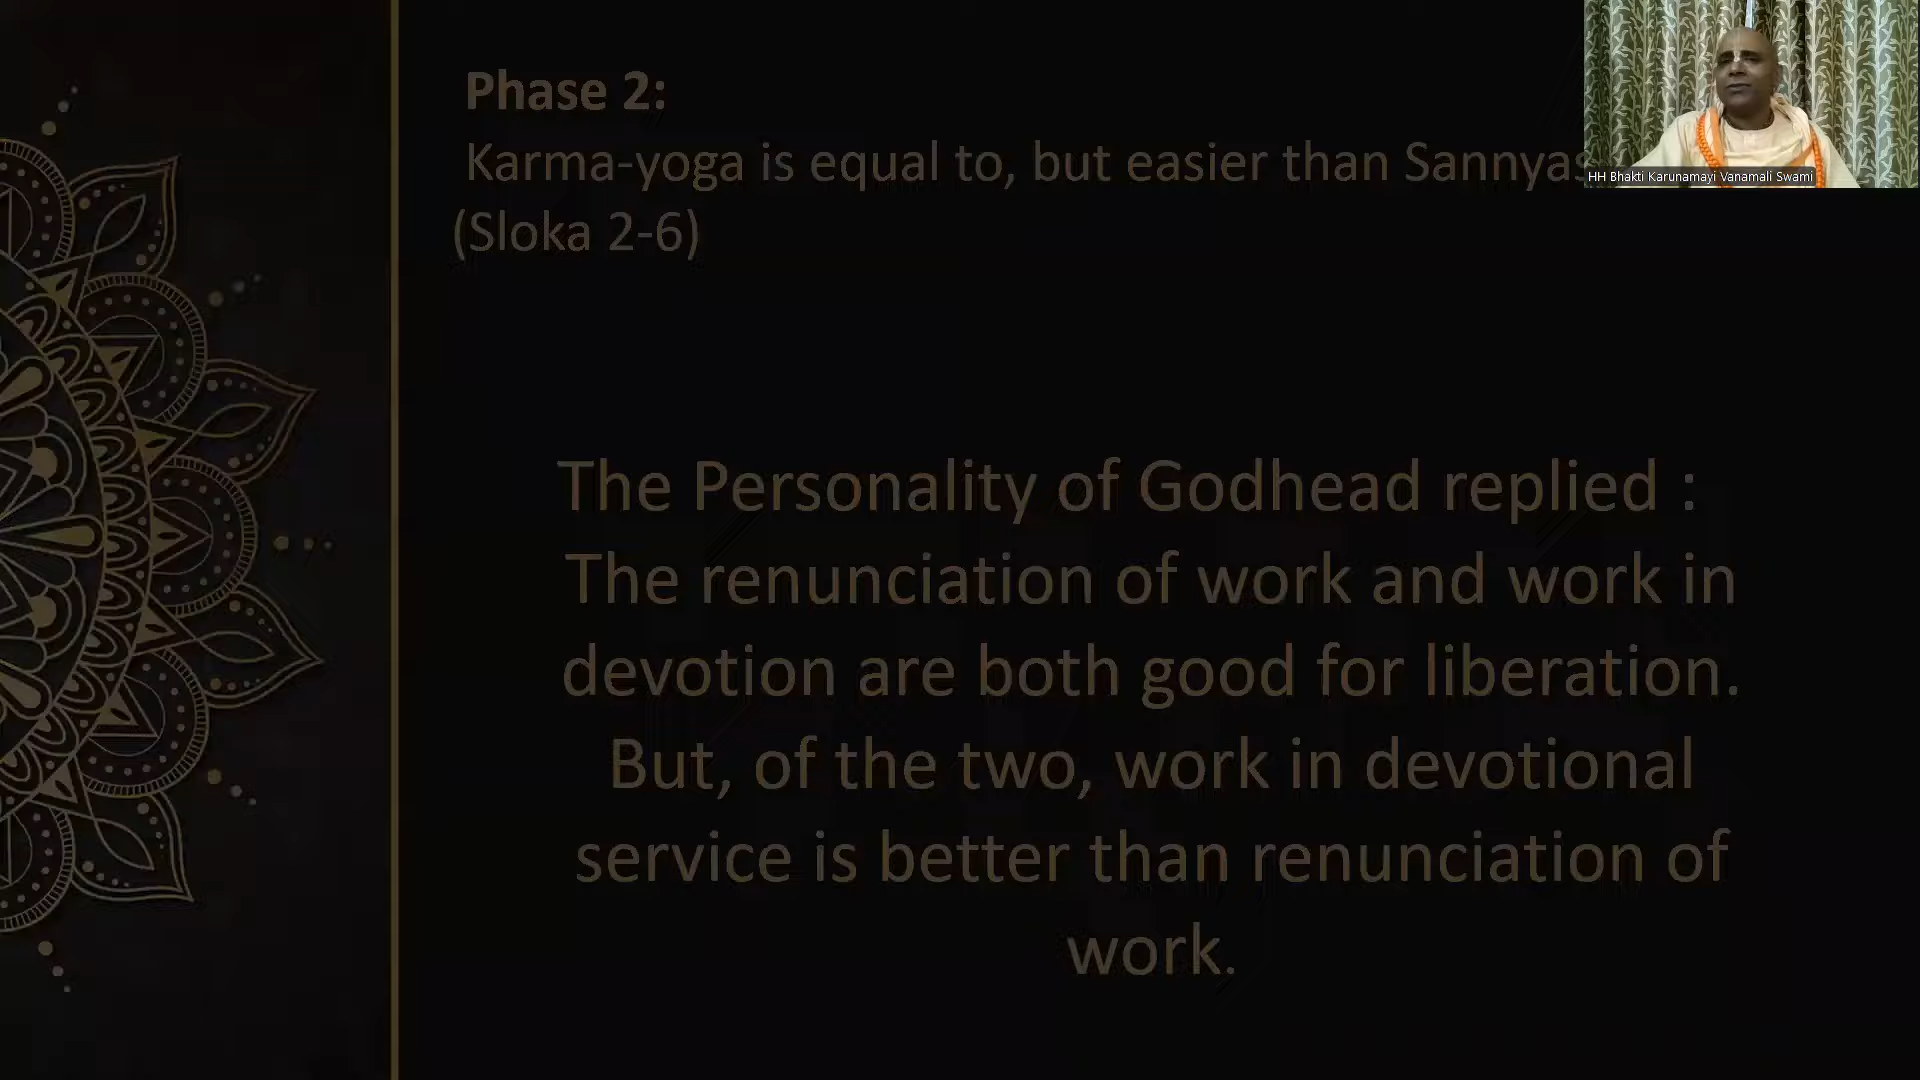 Phase 2:
Karma-yoga is equal to, but easier than Sannyas
(Sloka 2-6)
HH Bhakti Karunamayi Vanamali Swami
The Personality of Godhead replied :
The renunciation of work and work in
devotion are both good for liberation.
But, of the two, work in devotional
service is better than renunciation of
work.